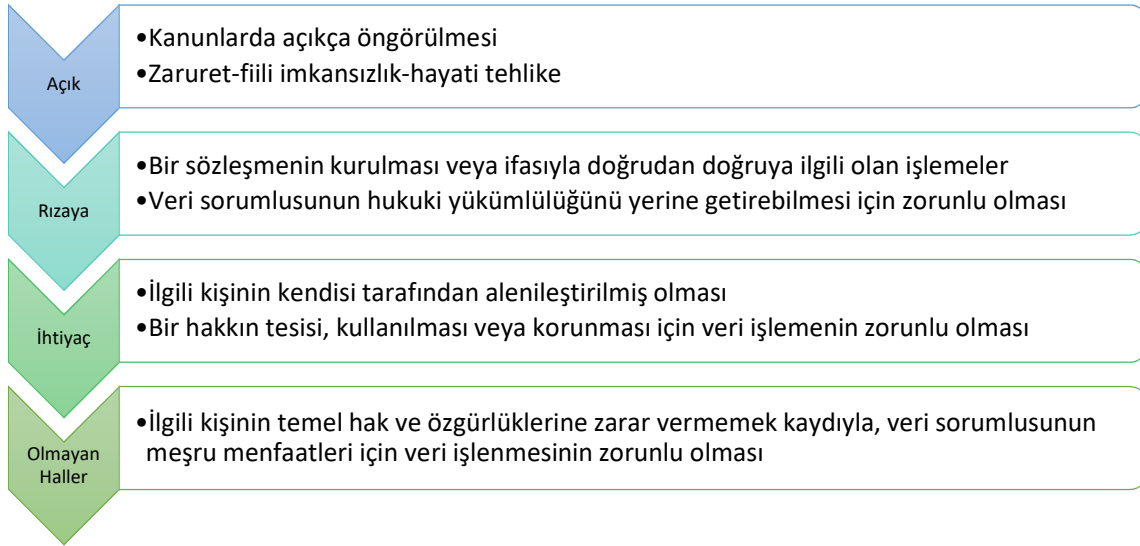 Açık
•Kanunlarda açıkça öngörülmesi
•Zaruret-fiili imkansızlık-hayati tehlike
Rızaya
•Bir sözleşmenin kurulması veya ifasıyla doğrudan doğruya ilgili olan işlemeler
•Veri sorumlusunun hukuki yükümlülüğünü yerine getirebilmesi için zorunlu olması
İhtiyaç
•İlgili kişinin kendisi tarafından alenileştirilmiş olması
•Bir hakkın tesisi, kullanılması veya korunması için veri işlemenin zorunlu olması
Olmayan
Haller
•İlgili kişinin temel hak ve özgürlüklerine zarar vermemek kaydıyla, veri sorumlusunun
meşru menfaatleri için veri işlenmesinin zorunlu olması